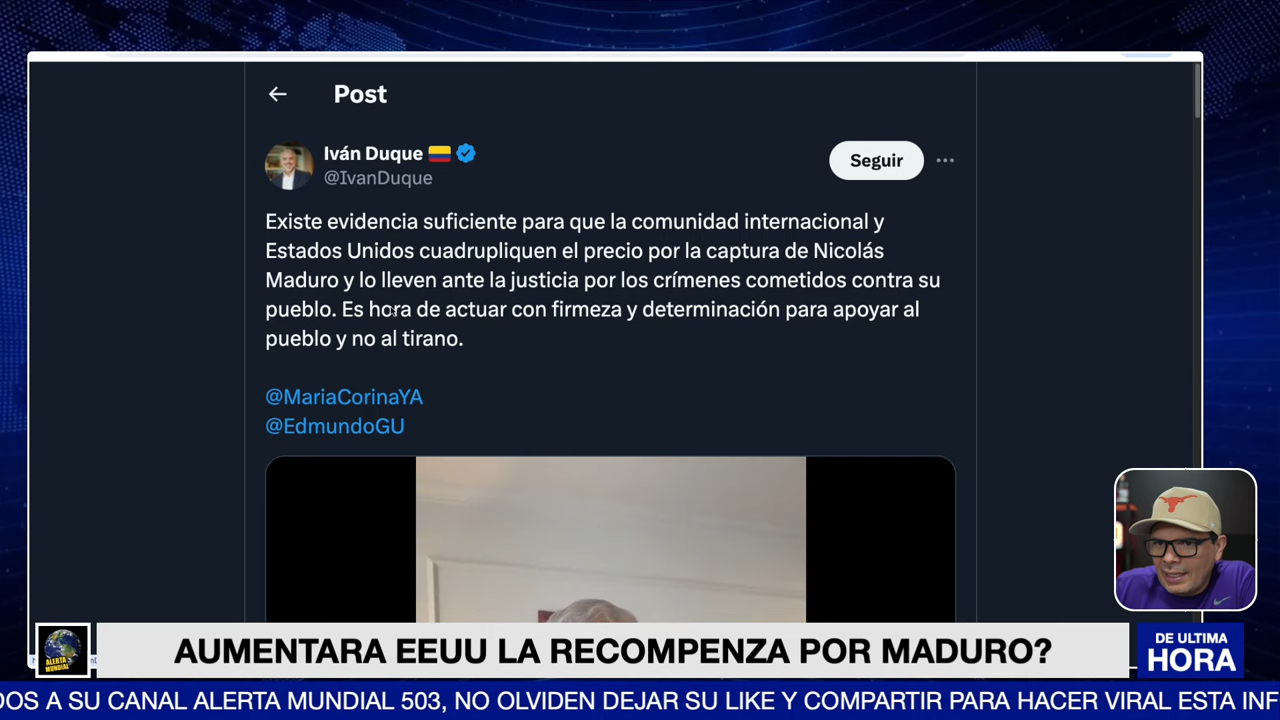 Post
Iván Duque 🇨🇴
@IvanDuque
Seguir
Existe evidencia suficiente para que la comunidad internacional y
Estados Unidos cuadrupliquen el precio por la captura de Nicolás
Maduro y lo lleven ante la justicia por los crímenes cometidos contra su
pueblo. Es hora de actuar con firmeza y determinación para apoyar al
pueblo y no al tirano.
@MariaCorinaYA
@EdmundoGU
ALERTA
MUNDIAL
AUMENTARA EEUU LA RECOMPENZA POR MADURO?
DE ULTIMA
HORA
A SU CANAL ALERTA MUNDIAL 503, NO OLVIDEN DEJAR SU LIKE Y COMPARTIR PARA HACER VIRAL ESTA